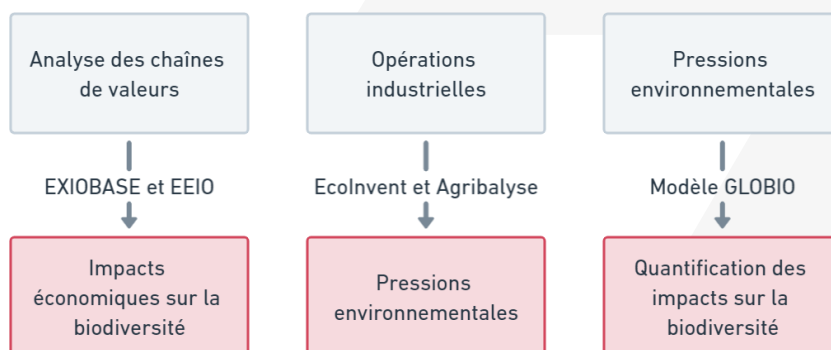 Analyse des chaînes
de valeurs
Opérations
industrielles
Pressions
environnementales
EXIOBASE et EEIO
EcoInvent et Agribalyse
Modèle GLOBIO
Impacts
économiques sur la
biodiversité
Pressions
environnementales
Quantification des
impacts sur la
biodiversité